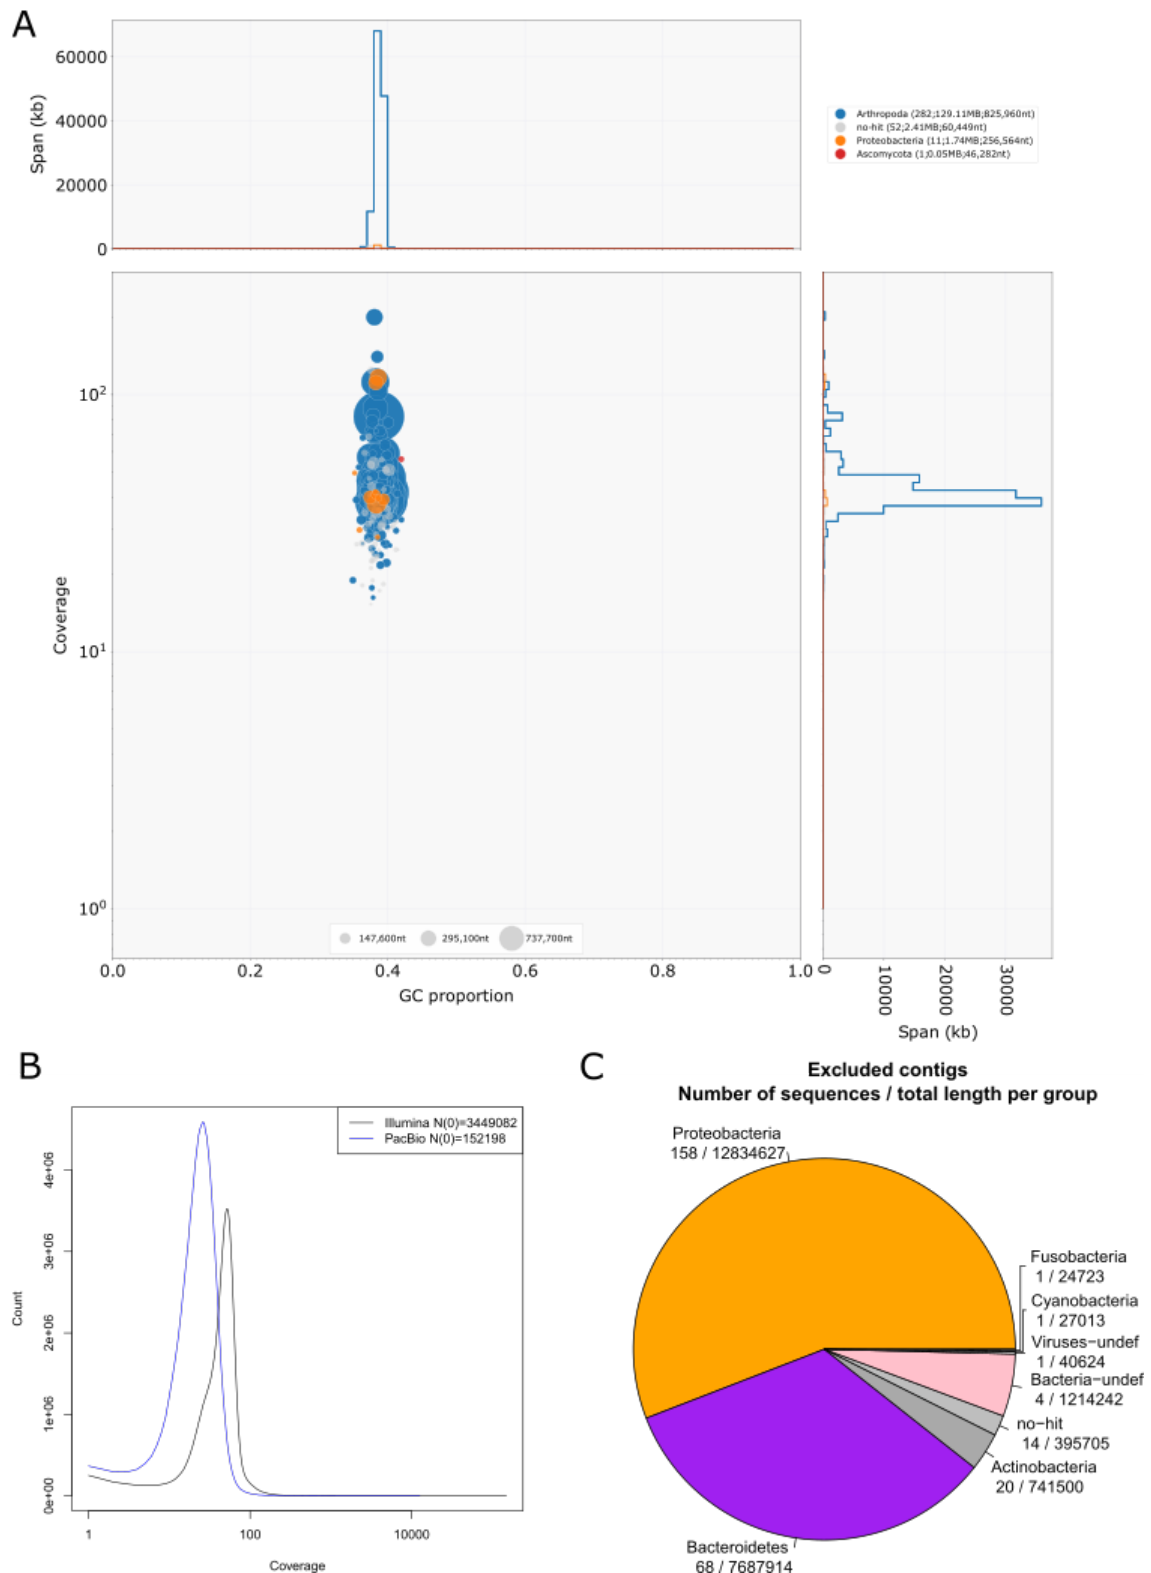 A
Span (kb)
60000
40000
20000
0
Arthropoda (282;129.11MB;825,960nt)
no-hit (52;2.41MB;60,449nt)
Proteobacteria (11;1.74MB;256,564nt)
Ascomycota (1;0.05MB;46,282nt)
Coverage
10²
10¹
10⁰
147,600nt 295,100nt 737,700nt
0.0 0.2 0.4 0.6 0.8 1.0
GC proportion
0 10000 20000 30000
Span (kb)
B
Illumina N(0)=3449082
PacBio N(0)=152198
Count
4e+06
3e+06
2e+06
1e+06
0e+00
1 100 10000
Coverage
C
Excluded contigs
Number of sequences / total length per group
Proteobacteria
158 / 12834627
Fusobacteria
1 / 24723
Cyanobacteria
1 / 27013
Viruses−undef
1 / 40624
Bacteria−undef
4 / 1214242
no−hit
14 / 395705
Actinobacteria
20 / 741500
Bacteroidetes
68 / 7687914